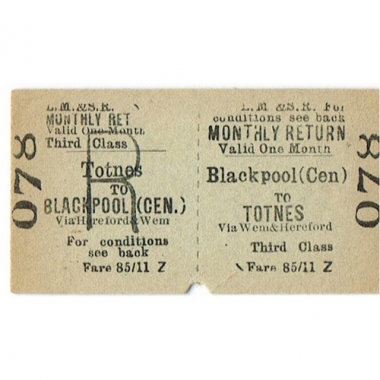 L.M. & S.R.
MONTHLY RET
Valid One Month
Third Class
R
Totnes
TO
BLACKPOOL (CEN.)
Via Hereford & Wem
For conditions
see back
Fare 85/11 Z
078
L.M & S.R. For
conditions see back
MONTHLY RETURN
Valid One Month
Blackpool (Cen)
TO
TOTNES
Via Wem & Hereford
Third Class
Fare 85/11 Z
078